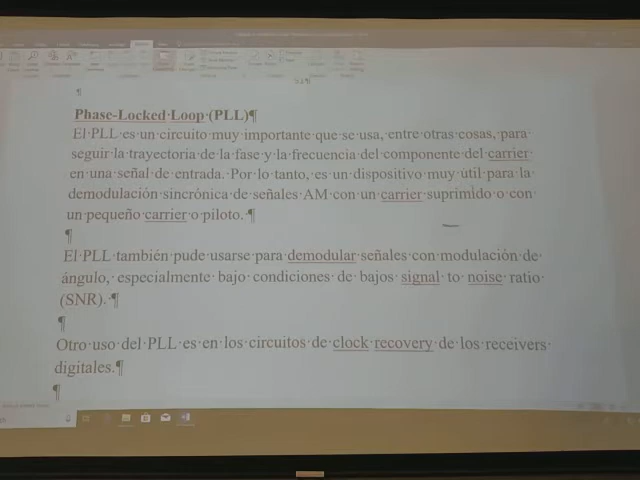 Phase-Locked Loop (PLL)¶
El PLL es un circuito muy importante que se usa, entre otras cosas, para
seguir la trayectoria de la fase y la frecuencia del componente del carrier
en una señal de entrada. Por lo tanto, es un dispositivo muy útil para la
demodulación sincrónica de señales AM con un carrier suprimido o con
un pequeño carrier o piloto. ¶
¶
El PLL también pude usarse para demodular señales con modulación de
ángulo, especialmente bajo condiciones de bajos signal to noise ratio
(SNR). ¶
¶
Otro uso del PLL es en los circuitos de clock recovery de los receivers
digitales.¶
¶